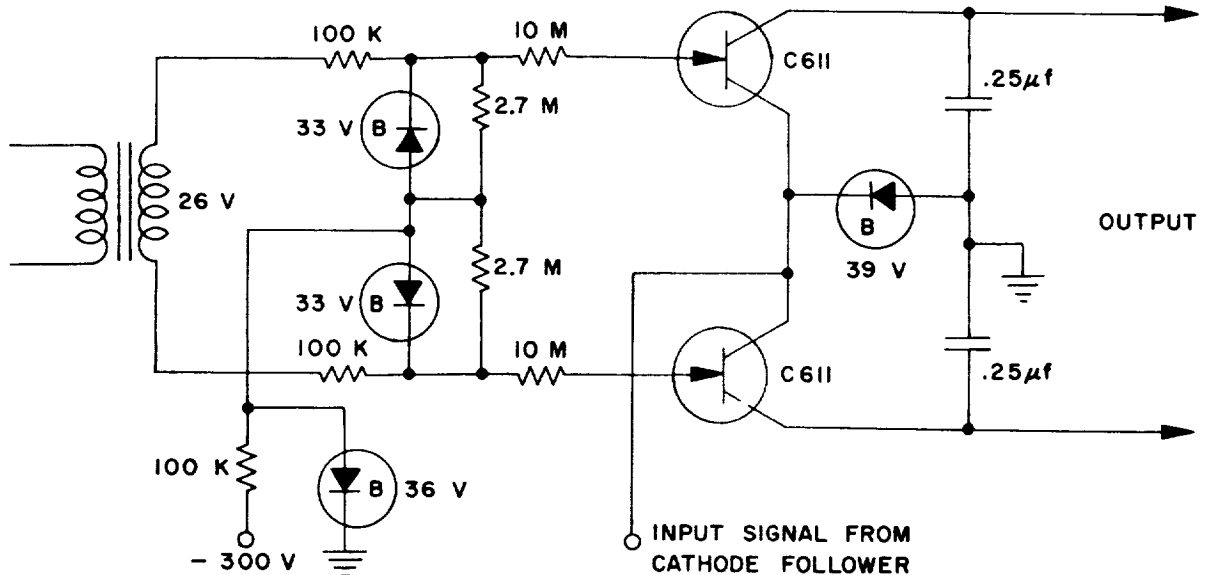 100 K
10 M
C611
.25µf
33 V
B
2.7 M
26 V
B
39 V
OUTPUT
33 V
B
2.7 M
100 K
10 M
C611
.25µf
100 K
B
36 V
- 300 V
INPUT SIGNAL FROM
CATHODE FOLLOWER